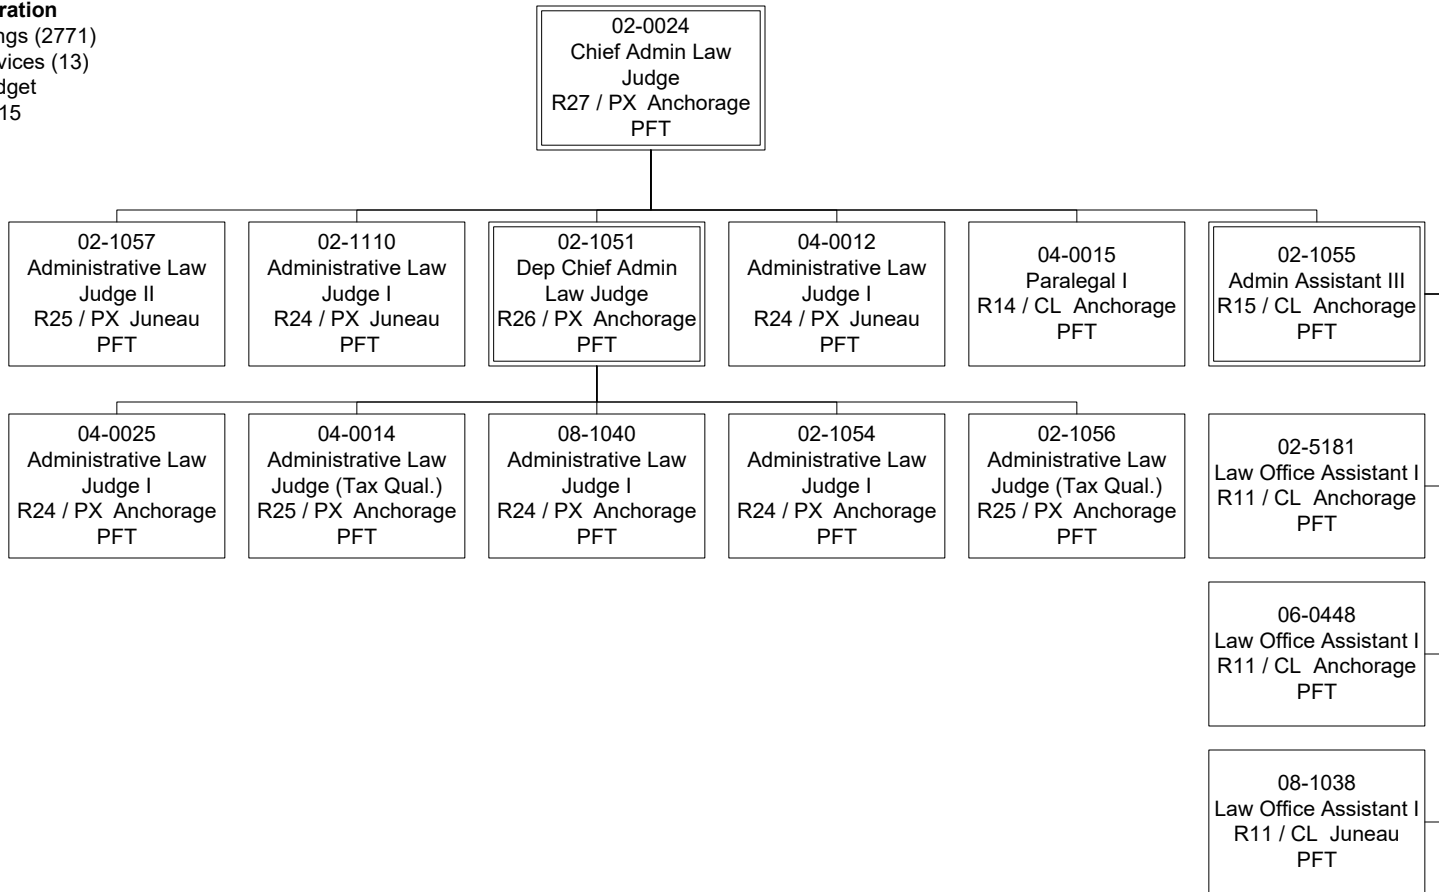 ration
ngs (2771)
vices (13)
dget
15
02-0024
Chief Admin Law
Judge
R27 / PX Anchorage
PFT
02-1057
Administrative Law
Judge II
R25 / PX Juneau
PFT
02-1110
Administrative Law
Judge I
R24 / PX Juneau
PFT
02-1051
Dep Chief Admin
Law Judge
R26 / PX Anchorage
PFT
04-0012
Administrative Law
Judge I
R24 / PX Juneau
PFT
04-0015
Paralegal I
R14 / CL Anchorage
PFT
02-1055
Admin Assistant III
R15 / CL Anchorage
PFT
04-0025
Administrative Law
Judge I
R24 / PX Anchorage
PFT
04-0014
Administrative Law
Judge (Tax Qual.)
R25 / PX Anchorage
PFT
08-1040
Administrative Law
Judge I
R24 / PX Anchorage
PFT
02-1054
Administrative Law
Judge I
R24 / PX Anchorage
PFT
02-1056
Administrative Law
Judge (Tax Qual.)
R25 / PX Anchorage
PFT
02-5181
Law Office Assistant I
R11 / CL Anchorage
PFT
06-0448
Law Office Assistant I
R11 / CL Anchorage
PFT
08-1038
Law Office Assistant I
R11 / CL Juneau
PFT